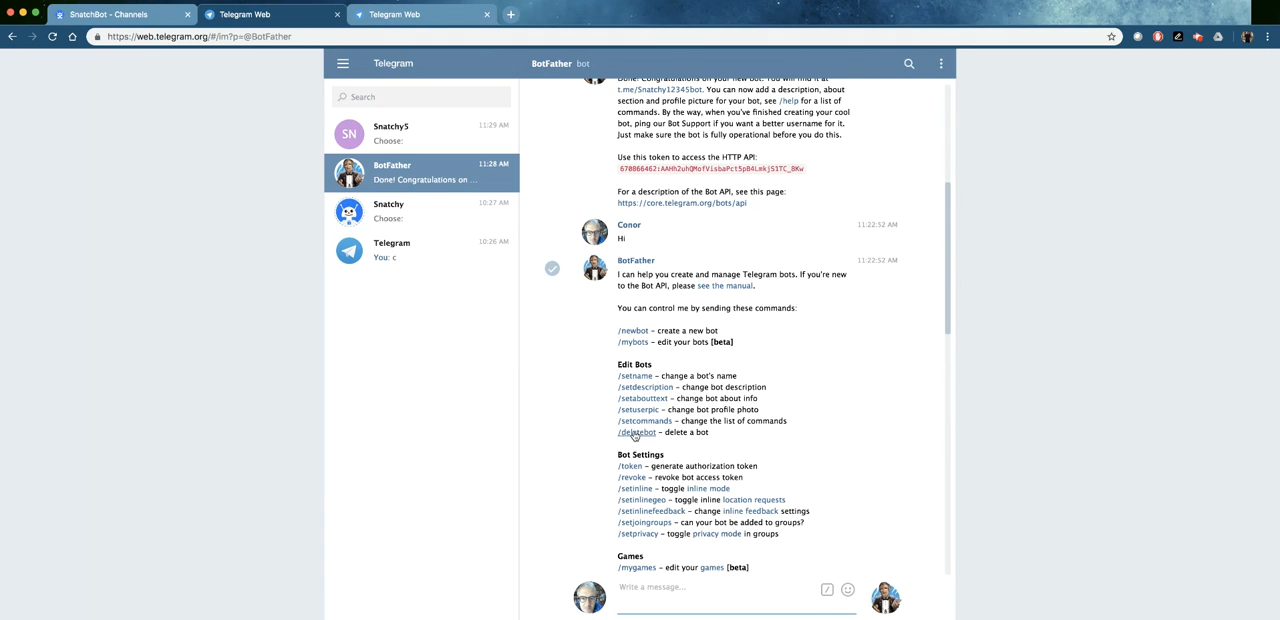 SnatchBot - Channels
Telegram Web
Telegram Web
https://web.telegram.org/#/im?p=@BotFather
Telegram
BotFather bot
Search
SN
Snatchy5
11:29 AM
Choose:
BotFather
11:28 AM
Done! Congratulations on ...
Snatchy
10:27 AM
Choose:
Telegram
10:26 AM
You: c
Done! Congratulations on your new bot. You will find it at
t.me/Snatchy12345bot. You can now add a description, about
section and profile picture for your bot, see /help for a list of
commands. By the way, when you've finished creating your cool
bot, ping our Bot Support if you want a better username for it.
Just make sure the bot is fully operational before you do this.
Use this token to access the HTTP API:
For a description of the Bot API, see this page:
https://core.telegram.org/bots/api
Conor
11:22:52 AM
Hi
BotFather
11:22:52 AM
I can help you create and manage Telegram bots. If you're new
to the Bot API, please see the manual.
You can control me by sending these commands:
/newbot - create a new bot
/mybots - edit your bots [beta]
Edit Bots
/setname - change a bot's name
/setdescription - change bot description
/setabouttext - change bot about info
/setuserpic - change bot profile photo
/setcommands - change the list of commands
/deletebot - delete a bot
Bot Settings
/token - generate authorization token
/revoke - revoke bot access token
/setinline - toggle inline mode
/setinlinegeo - toggle inline location requests
/setinlinefeedback - change inline feedback settings
/setjoingroups - can your bot be added to groups?
/setprivacy - toggle privacy mode in groups
Games
/mygames - edit your games [beta]
Write a message...